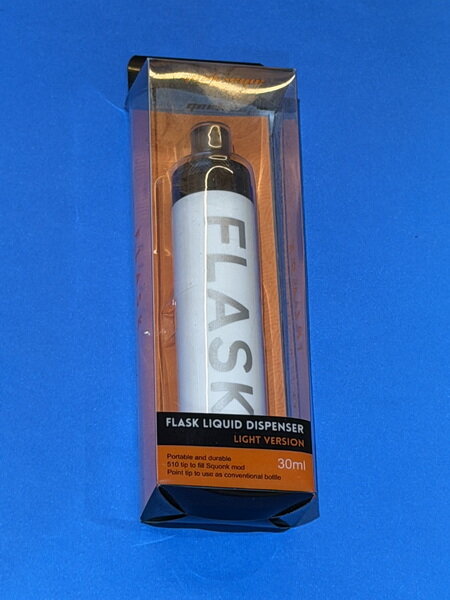 FLASK
FLASK LIQUID DISPENSER
LIGHT VERSION
Portable and durable
510 tip to fill Squonk mod
Point tip to use as conventional bottle
30ml